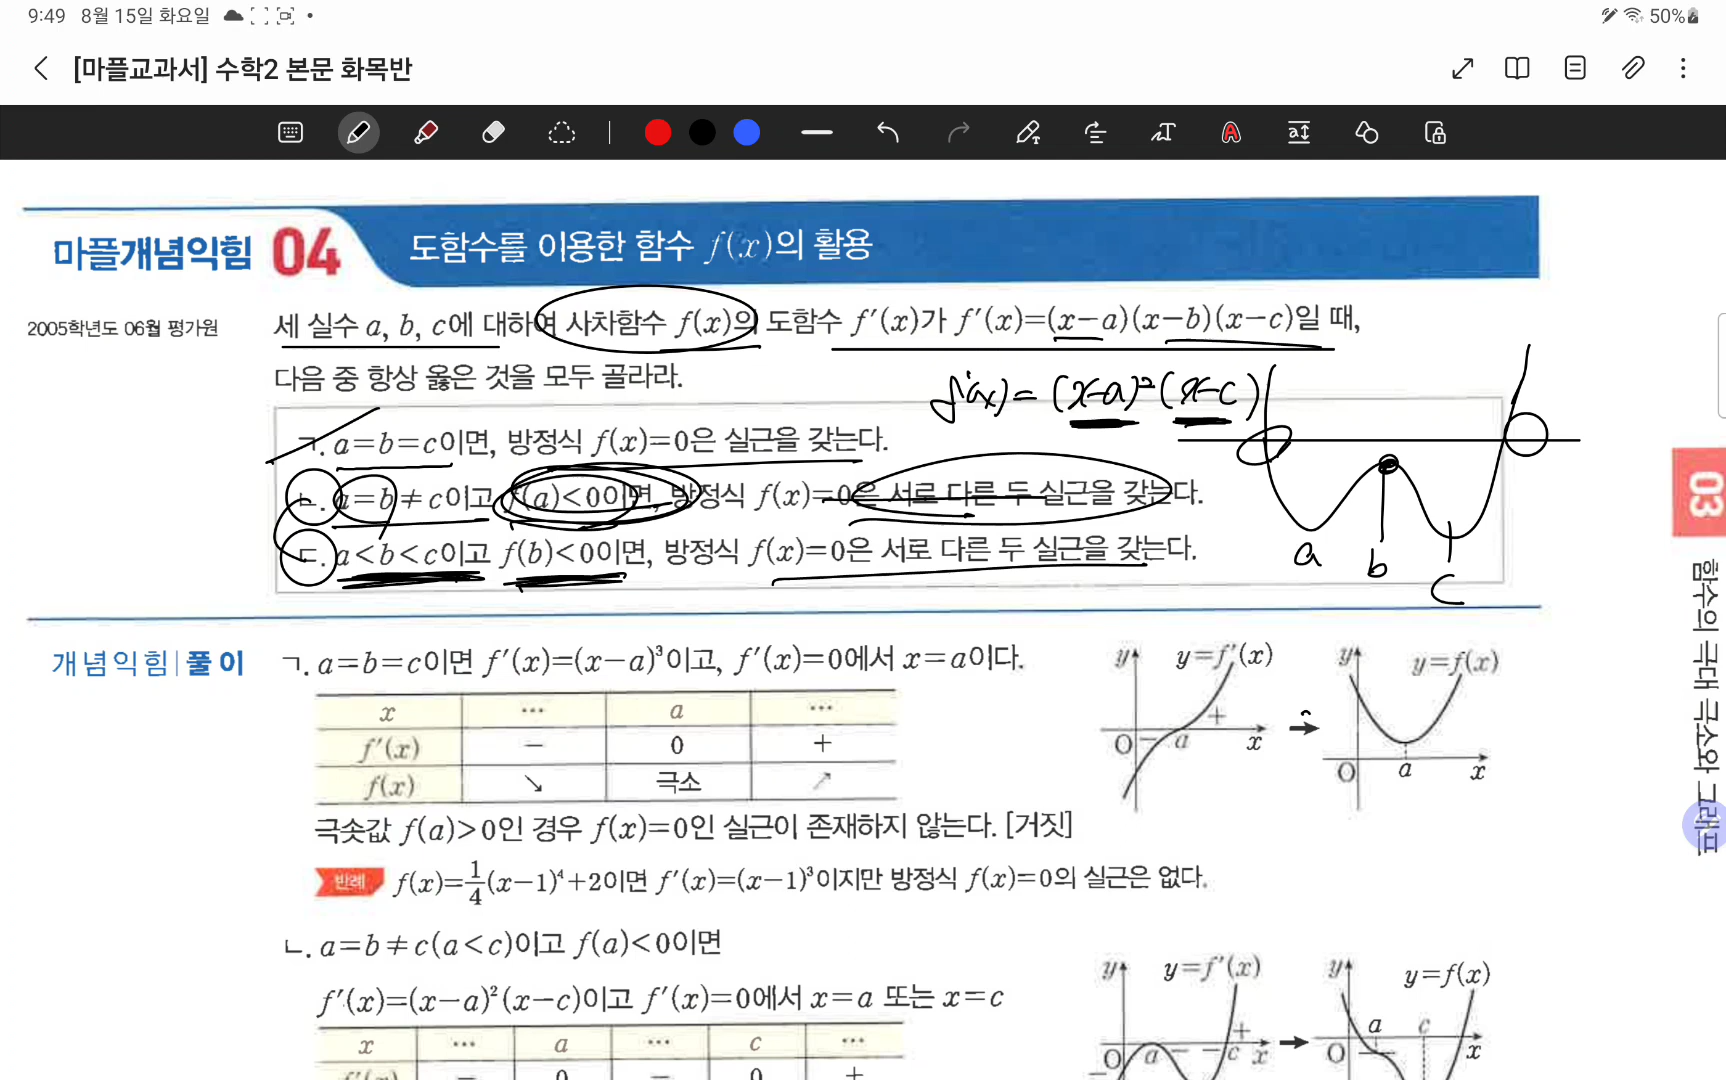 9:49 8월 15일 화요일
50%
[마플교과서] 수학2 본문 화목반
마플개념익힘 04 도함수를 이용한 함수 f(x)의 활용
2005학년도 06월 평가원
세 실수 a, b, c에 대하여 사차함수 f(x)의 도함수 f′(x)가 f′(x)=(x−a)(x−b)(x−c)일 때,
다음 중 항상 옳은 것을 모두 골라라.
f'(x) = (x-a)²(x-c)
ㄱ. a=b=c이면, 방정식 f(x)=0은 실근을 갖는다.
ㄴ. a=b≠c이고 f(a)<0이면, 방정식 f(x)=0은 서로 다른 두 실근을 갖는다.
ㄷ. a<b<c이고 f(b)<0이면, 방정식 f(x)=0은 서로 다른 두 실근을 갖는다.
a b c
03
함수의 극대 극소와 그래프
개념익힘 | 풀이
ㄱ. a=b=c이면 f′(x)=(x−a)³이고, f′(x)=0에서 x=a이다.
x ⋯ a ⋯
f′(x) − 0 +
f(x) ↘ 극소 ↗
y y=f′(x) + O − a x
y y=f(x) O a x
극솟값 f(a)>0인 경우 f(x)=0인 실근이 존재하지 않는다. [거짓]
반례 f(x)=1/4(x−1)⁴+2이면 f′(x)=(x−1)³이지만 방정식 f(x)=0의 실근은 없다.
ㄴ. a=b≠c(a<c)이고 f(a)<0이면
f′(x)=(x−a)²(x−c)이고 f′(x)=0에서 x=a 또는 x=c
x ⋯ a ⋯ c ⋯
f′(x) − 0 − 0 +
y y=f′(x) + O a − − c x −
y y=f(x) a c O x